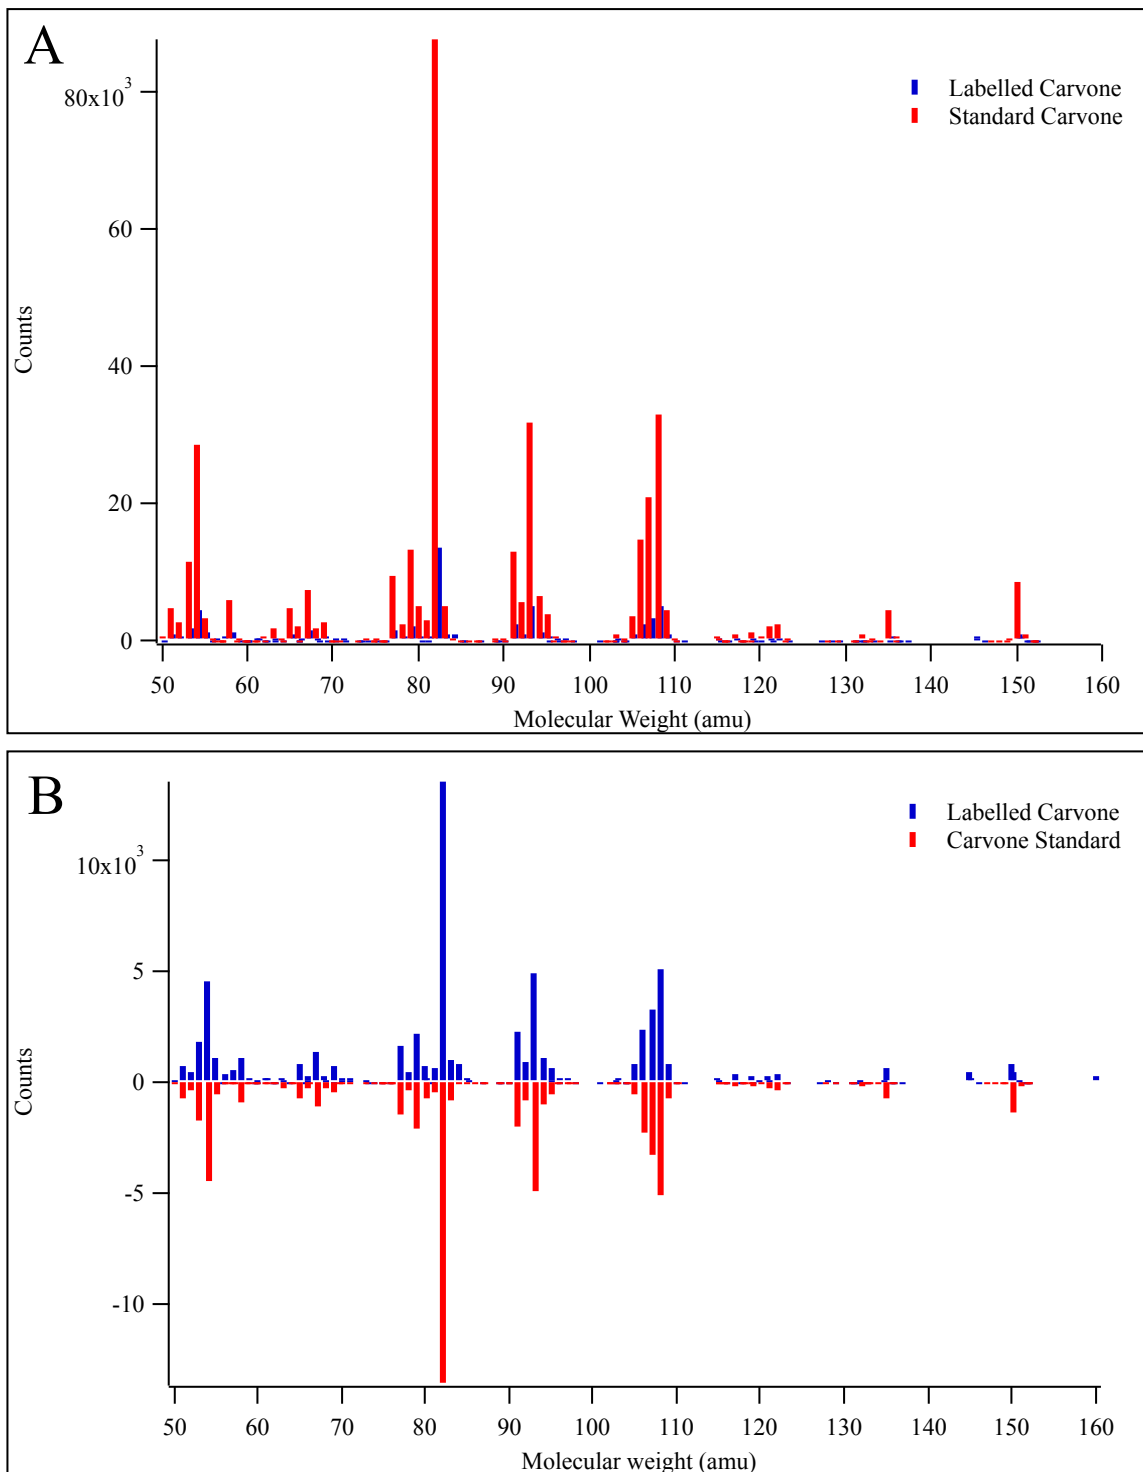 A
80x10³
60
40
20
0
Counts
Labelled Carvone
Standard Carvone
50 60 70 80 90 100 110 120 130 140 150 160
Molecular Weight (amu)
B
10x10³
5
0
-5
-10
Counts
Labelled Carvone
Carvone Standard
50 60 70 80 90 100 110 120 130 140 150 160
Molecular weight (amu)